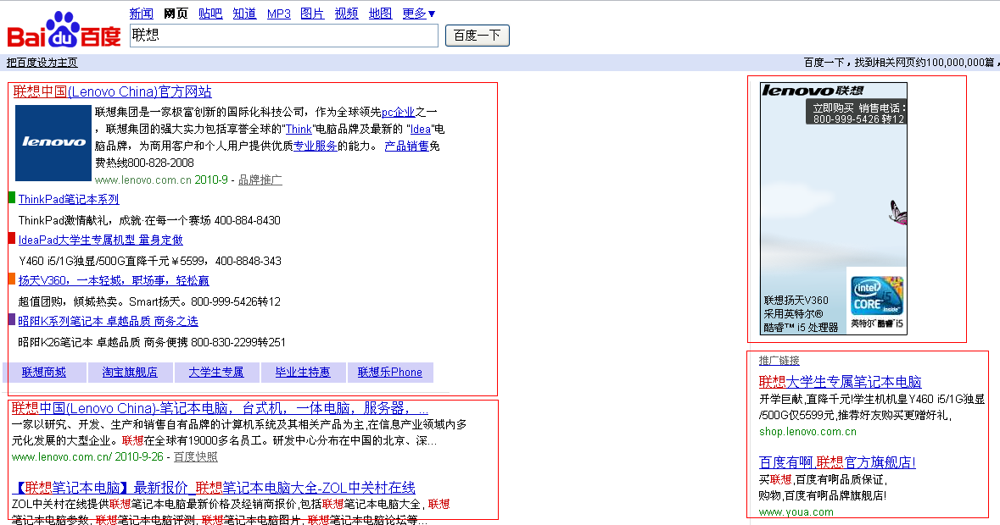 新闻 网页 贴吧 知道 MP3 图片 视频 地图 更多▼
Bai du 百度
联想
百度一下
把百度设为主页
百度一下，找到相关网页约100,000,000篇，
联想中国(Lenovo China)官方网站
lenovo
联想集团是一家极富创新的国际化科技公司，作为全球领先pc企业之一
，联想集团的强大实力包括享誉全球的"Think"电脑品牌及最新的 "Idea"电
脑品牌，为商用客户和个人用户提供优质专业服务的能力。 产品销售免
费热线800-828-2008
www.lenovo.com.cn 2010-9 - 品牌推广
ThinkPad笔记本系列
ThinkPad激情献礼，成就·在每一个赛场 400-884-8430
IdeaPad大学生专属机型 量身定做
Y460 i5/1G独显/500G直降千元￥5599，400-8848-343
扬天V360，一本轻城，职场事，轻松赢
超值团购，倾城热卖。Smart扬天。800-999-5426转12
昭阳K系列笔记本 卓越品质 商务之选
昭阳K26笔记本 卓越品质 商务便携 800-830-2299转251
联想商城 淘宝旗舰店 大学生专属 毕业生特惠 联想乐Phone
联想中国(Lenovo China)-笔记本电脑，台式机，一体电脑，服务器，...
一家以研究、开发、生产和销售自有品牌的计算机系统及其相关产品为主,在信息产业领域内多
元化发展的大型企业。联想在全球有19000多名员工。研发中心分布在中国的北京、深...
www.lenovo.com.cn/ 2010-9-26 - 百度快照
【联想笔记本电脑】最新报价_联想笔记本电脑大全-ZOL中关村在线
ZOL中关村在线提供联想笔记本电脑最新价格及经销商报价,包括联想笔记本电脑大全, 联想
笔记本电脑参数, 联想笔记本电脑评测, 联想笔记本电脑图片, 联想笔记本电脑论坛等...
lenovo联想
立即购买 销售电话：
800-999-5426 转12
联想扬天V360
采用英特尔®
酷睿™ i5 处理器
intel
CORE i5
inside
英特尔®酷睿™i5
推广链接
联想大学生专属笔记本电脑
开学巨献,直降千元!学生机机皇Y460 i5/1G独显
/500G仅5599元,推荐好友购买更赠好礼,
shop.lenovo.com.cn
百度有啊,联想官方旗舰店!
买联想,百度有啊品质保证,
购物,百度有啊品牌旗舰店!
www.youa.com